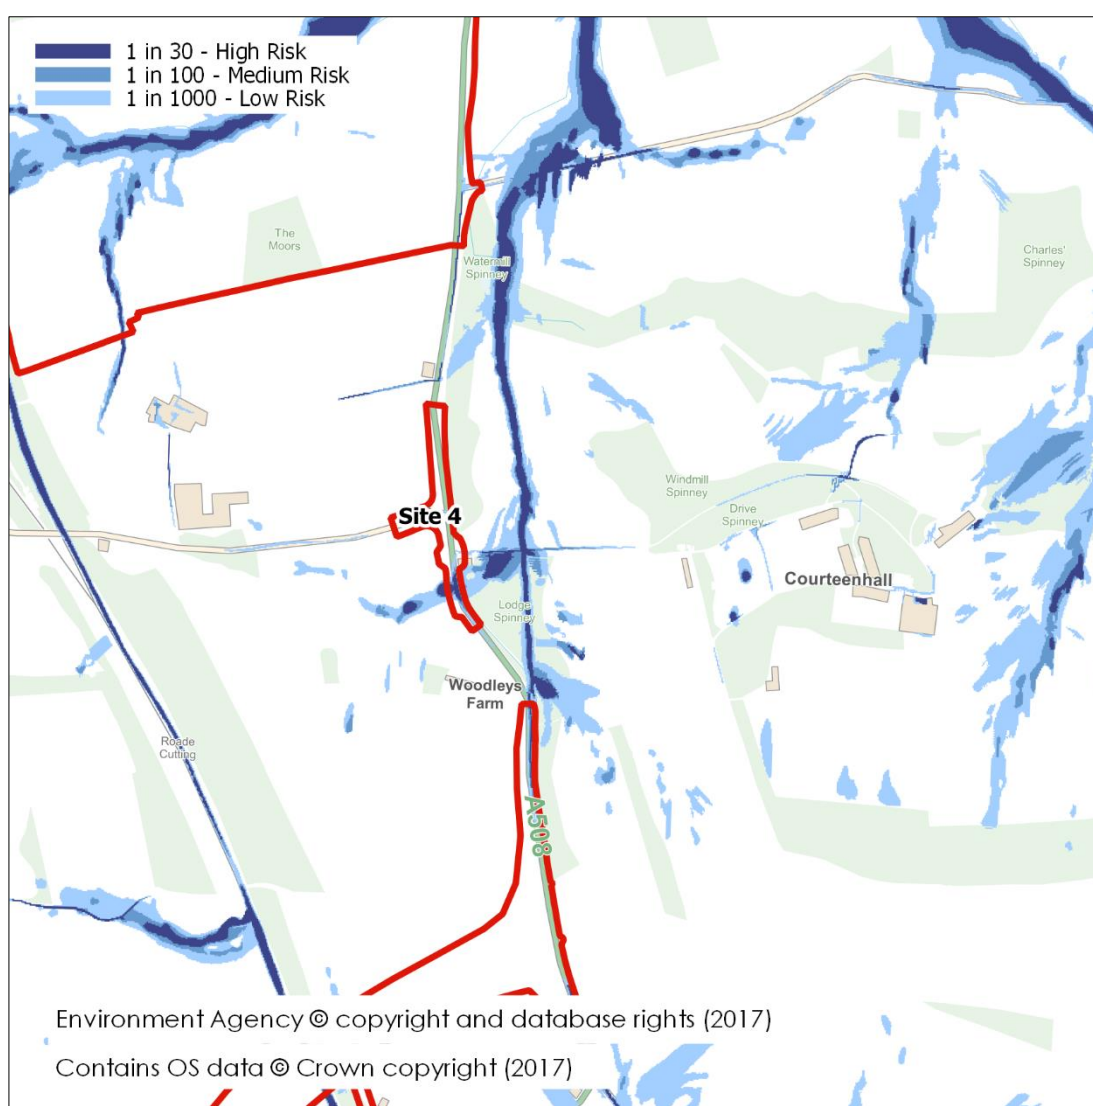 1 in 30 - High Risk
1 in 100 - Medium Risk
1 in 1000 - Low Risk
The
Moors
Watermill
Spinney
Charles'
Spinney
Site 4
Windmill
Spinney
Drive
Spinney
Courteenhall
Lodge
Spinney
Woodleys
Farm
Roade
Cutting
A508
Environment Agency © copyright and database rights (2017)
Contains OS data © Crown copyright (2017)